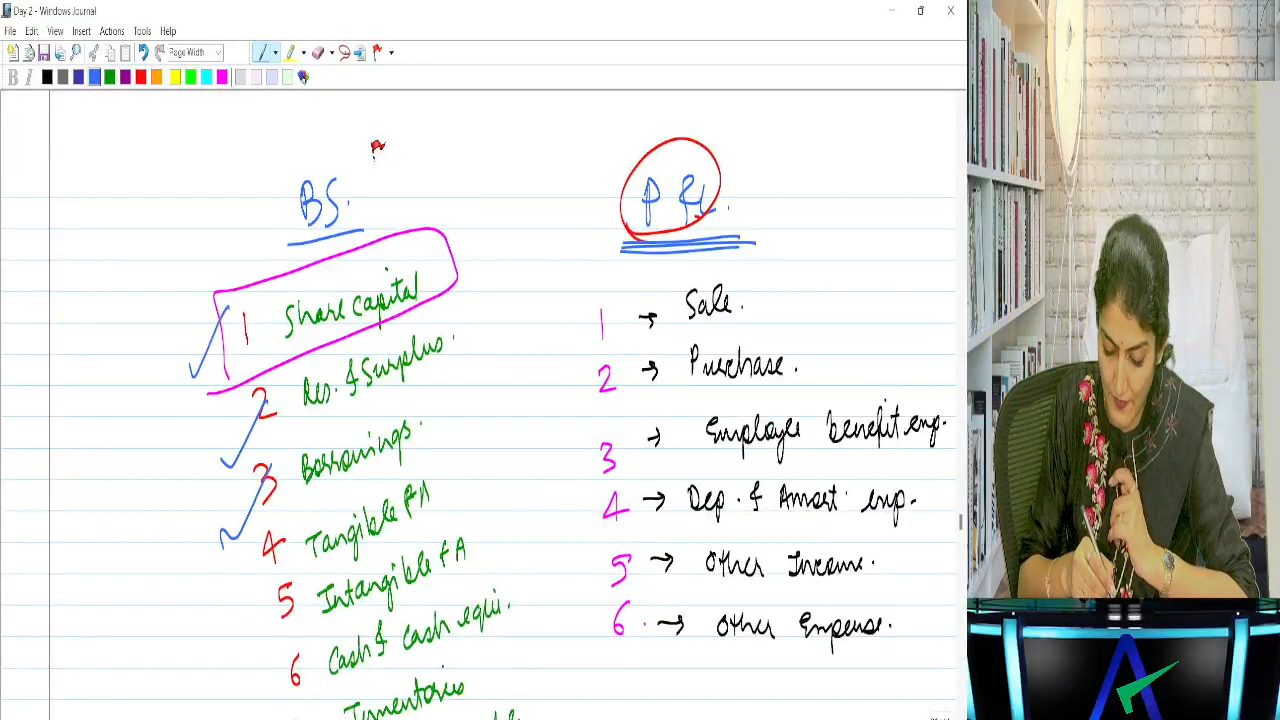 Day 2 - Windows Journal
File Edit View Insert Actions Tools Help
Page Width
B I
BS.
1 Share capital
2 Res. & Surplus.
3 Borrowings.
4 Tangible FA
5 Intangible FA
6 Cash & cash equi.
P &L.
1 → Sale.
2 → Purchase.
3 → Employee benefit exp.
4 → Dep. & Amort. exp.
5 → Other Income.
6 → Other Expense.